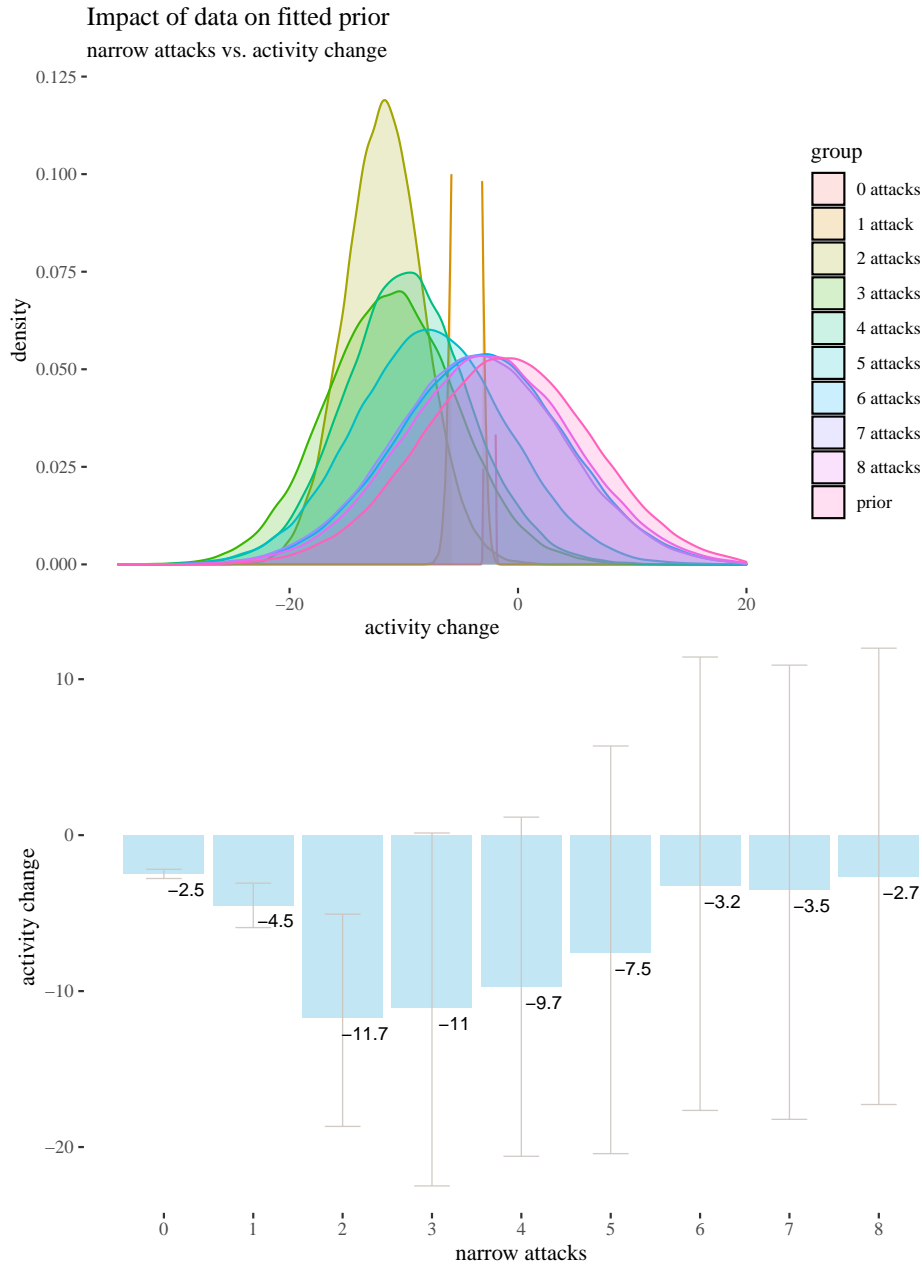 Impact of data on fitted prior
narrow attacks vs. activity change
0.125
0.100
0.075
0.050
0.025
0.000
density
−20
0
20
activity change
group
0 attacks
1 attack
2 attacks
3 attacks
4 attacks
5 attacks
6 attacks
7 attacks
8 attacks
prior
10
0
−10
−20
activity change
−2.5
−4.5
−11.7
−11
−9.7
−7.5
−3.2
−3.5
−2.7
0
1
2
3
4
5
6
7
8
narrow attacks